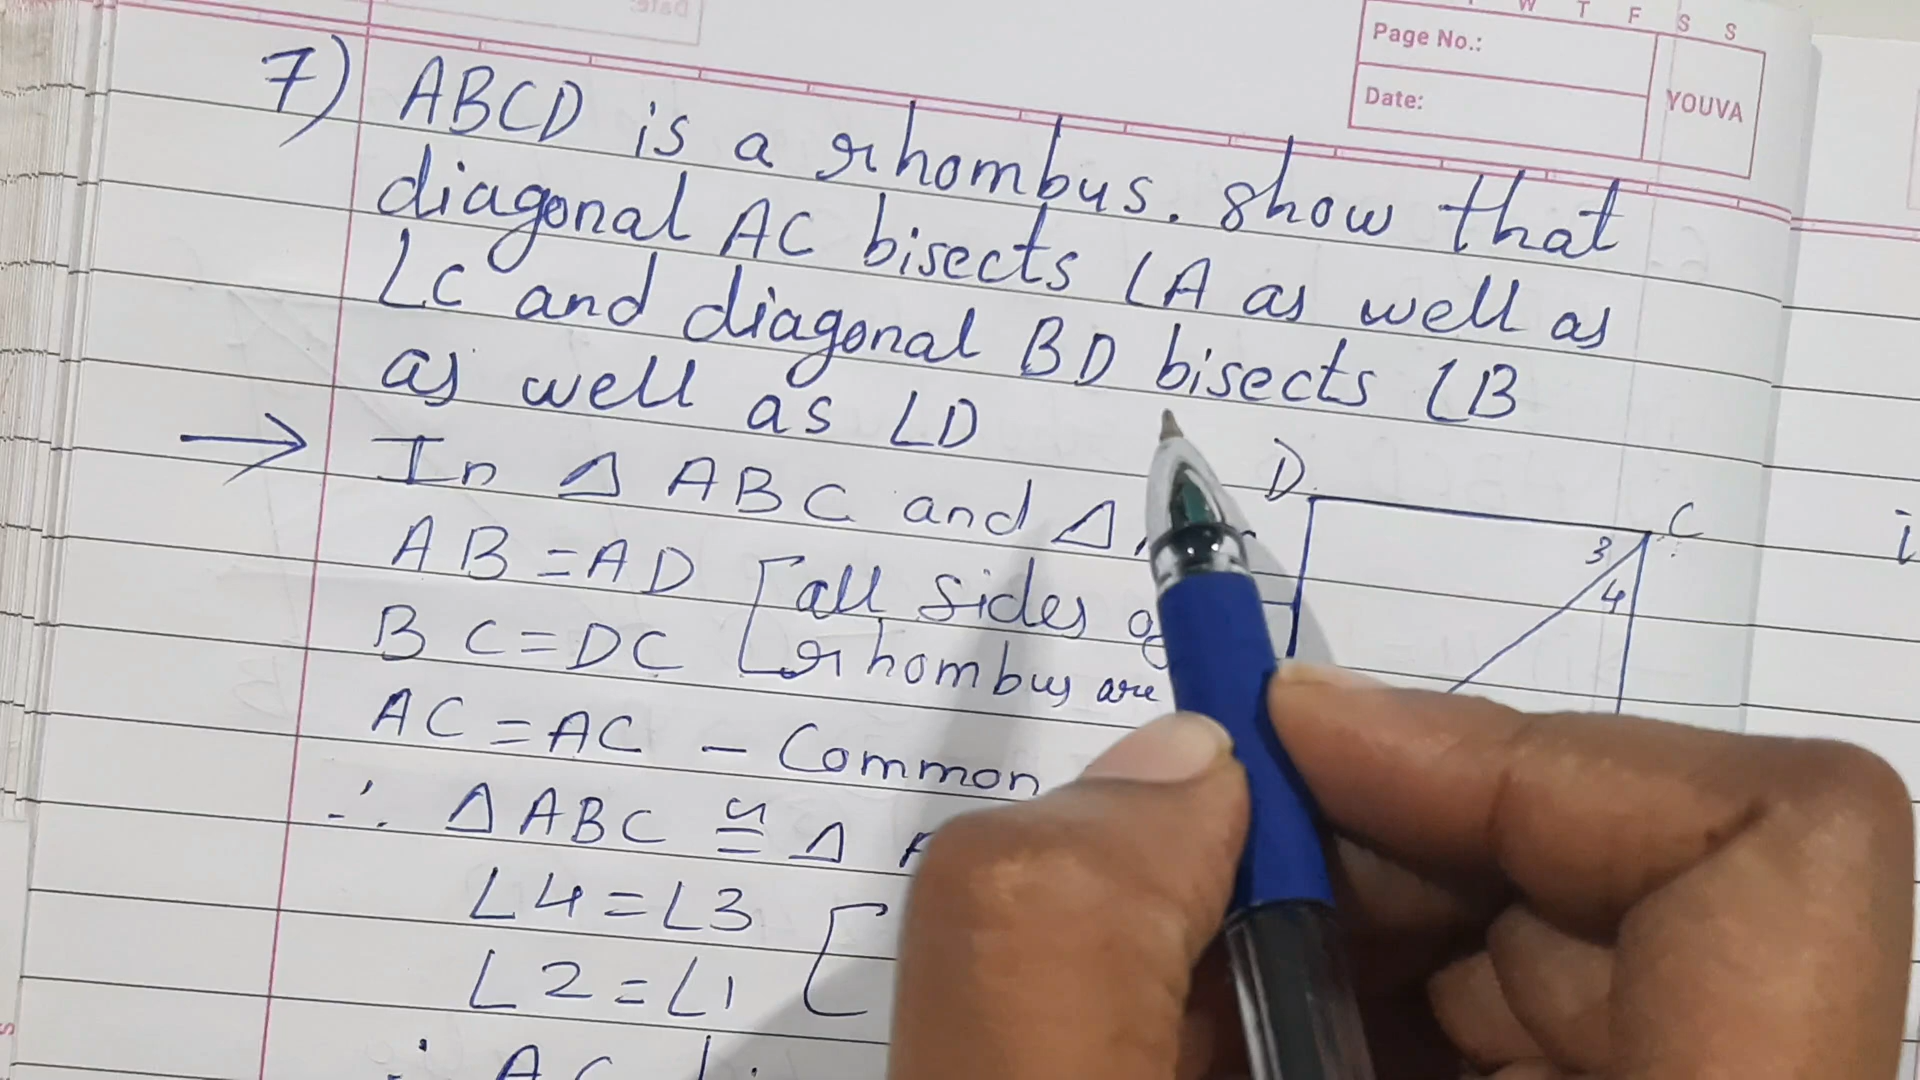 W T F S S
Page No.:
YOUVA
Date:
7) ABCD is a rhombus. show that
diagonal AC bisects ∠A as well as
∠C and diagonal BD bisects ∠B
as well as ∠D
→ In △ ABC and △
D
C
3
4
AB = AD [all sides of
BC = DC [rhombus are
AC = AC – Common
∴ △ ABC ≅ △
∠4 = ∠3 [
∠2 = ∠1
AC
i